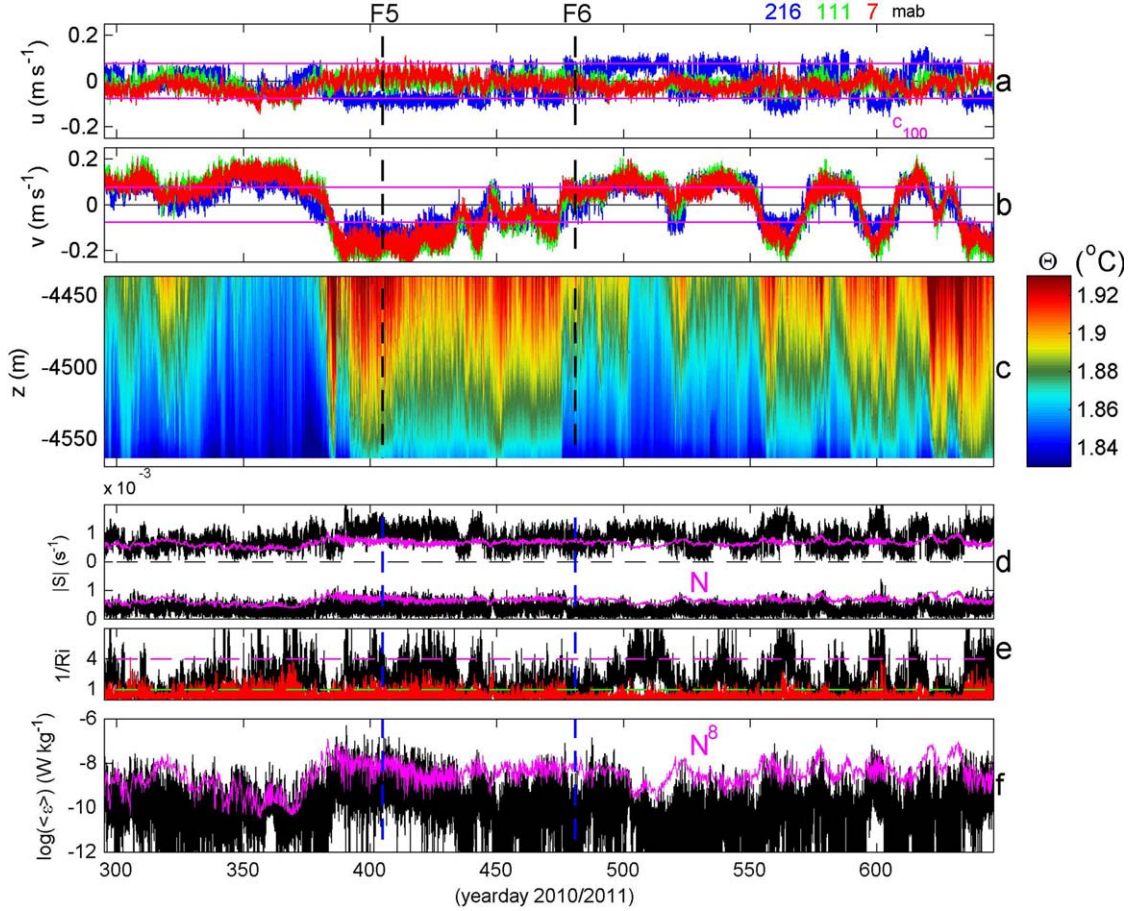 F5 F6 216 111 7 mab
0.2
0
-0.2
u (m s⁻¹)
a
c₁₀₀
0.2
0
-0.2
v (m s⁻¹)
b
Θ (°C)
-4450
-4500
-4550
z (m)
c
1.92
1.9
1.88
1.86
1.84
x 10⁻³
1
0
1
0
|S| (s⁻¹)
N
d
4
1
1/Ri
e
-6
-8
-10
-12
log(<ε>) (W kg⁻¹)
N⁸
f
300 350 400 450 500 550 600
(yearday 2010/2011)